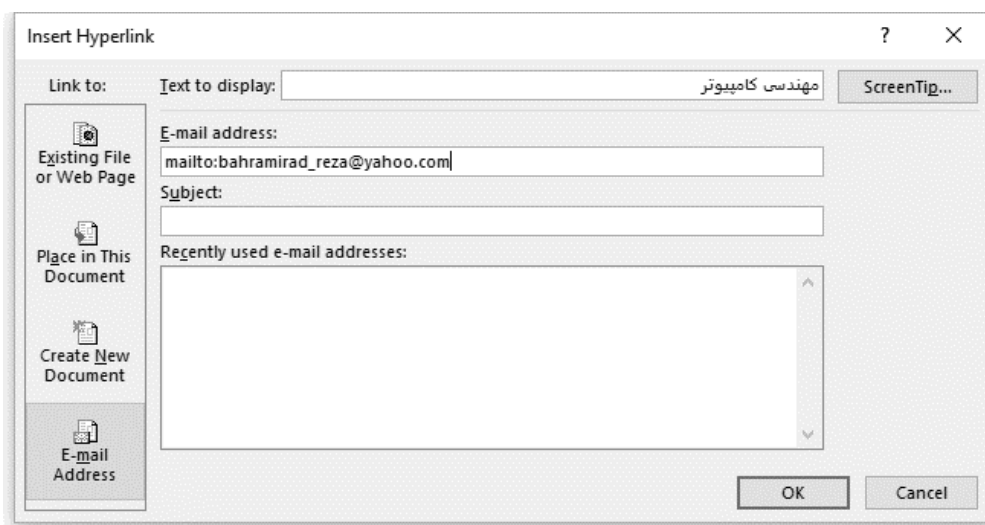 Insert Hyperlink
Link to:
Text to display: مهندسی کامپیوتر
ScreenTip...
Existing File
or Web Page
Place in This
Document
Create New
Document
E-mail
Address
E-mail address:
mailto:bahramirad_reza@yahoo.com
Subject:
Recently used e-mail addresses:
OK
Cancel